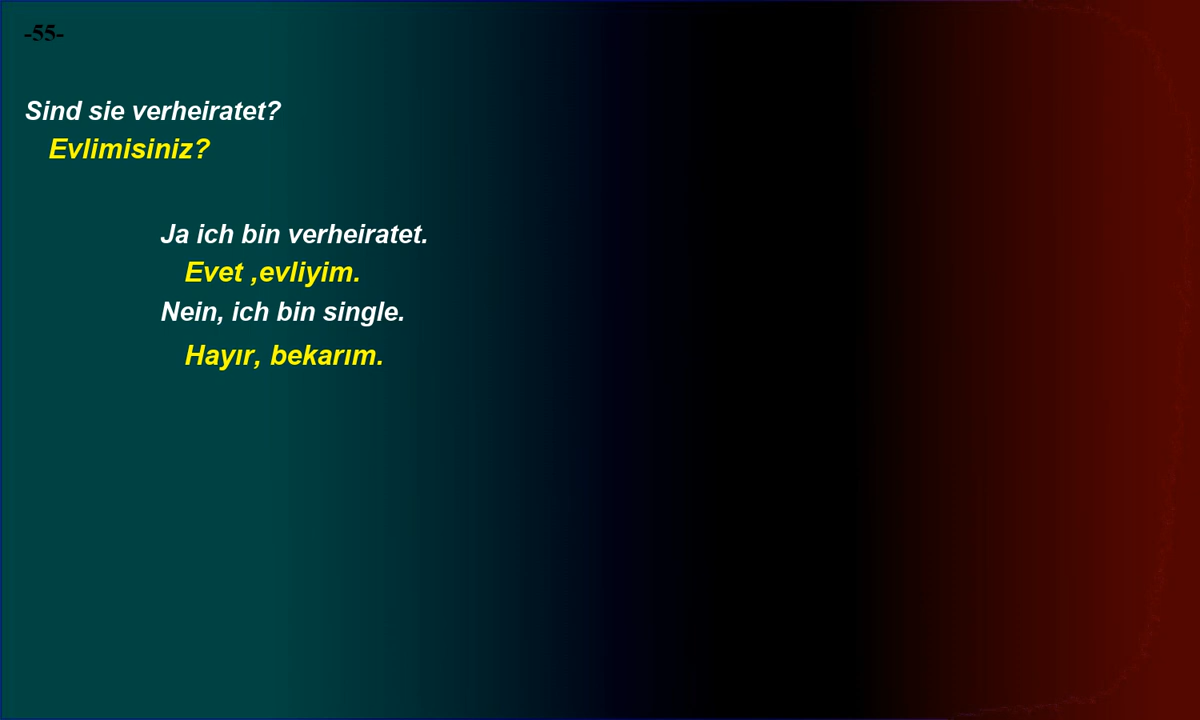 -55-
Sind sie verheiratet?
Evlimisiniz?
Ja ich bin verheiratet.
Evet ,evliyim.
Nein, ich bin single.
Hayır, bekarım.